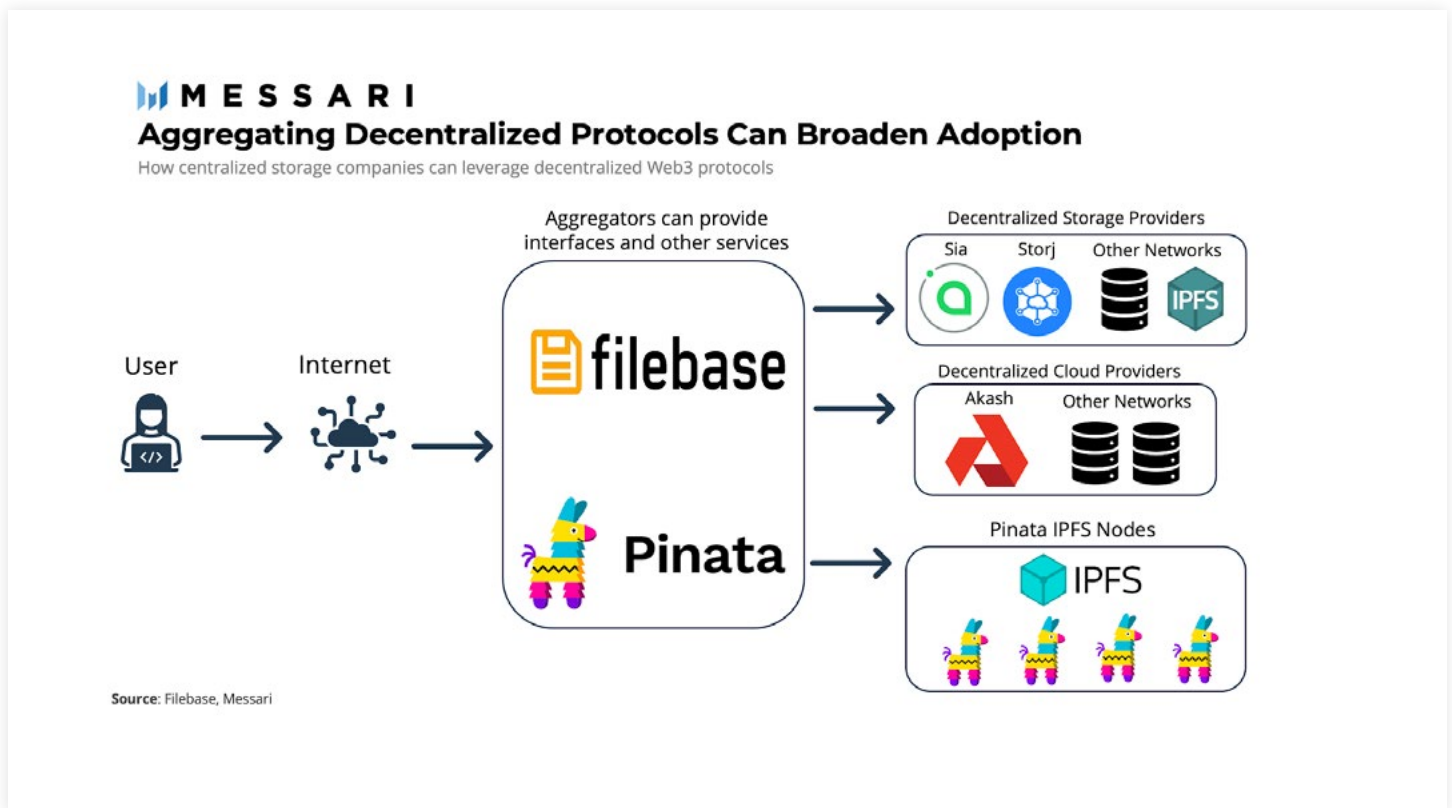 MESSARI
Aggregating Decentralized Protocols Can Broaden Adoption
How centralized storage companies can leverage decentralized Web3 protocols
User
Internet
Aggregators can provide
interfaces and other services
filebase
Pinata
Decentralized Storage Providers
Sia
Storj
Other Networks
IPFS
Decentralized Cloud Providers
Akash
Other Networks
Pinata IPFS Nodes
IPFS
Source: Filebase, Messari